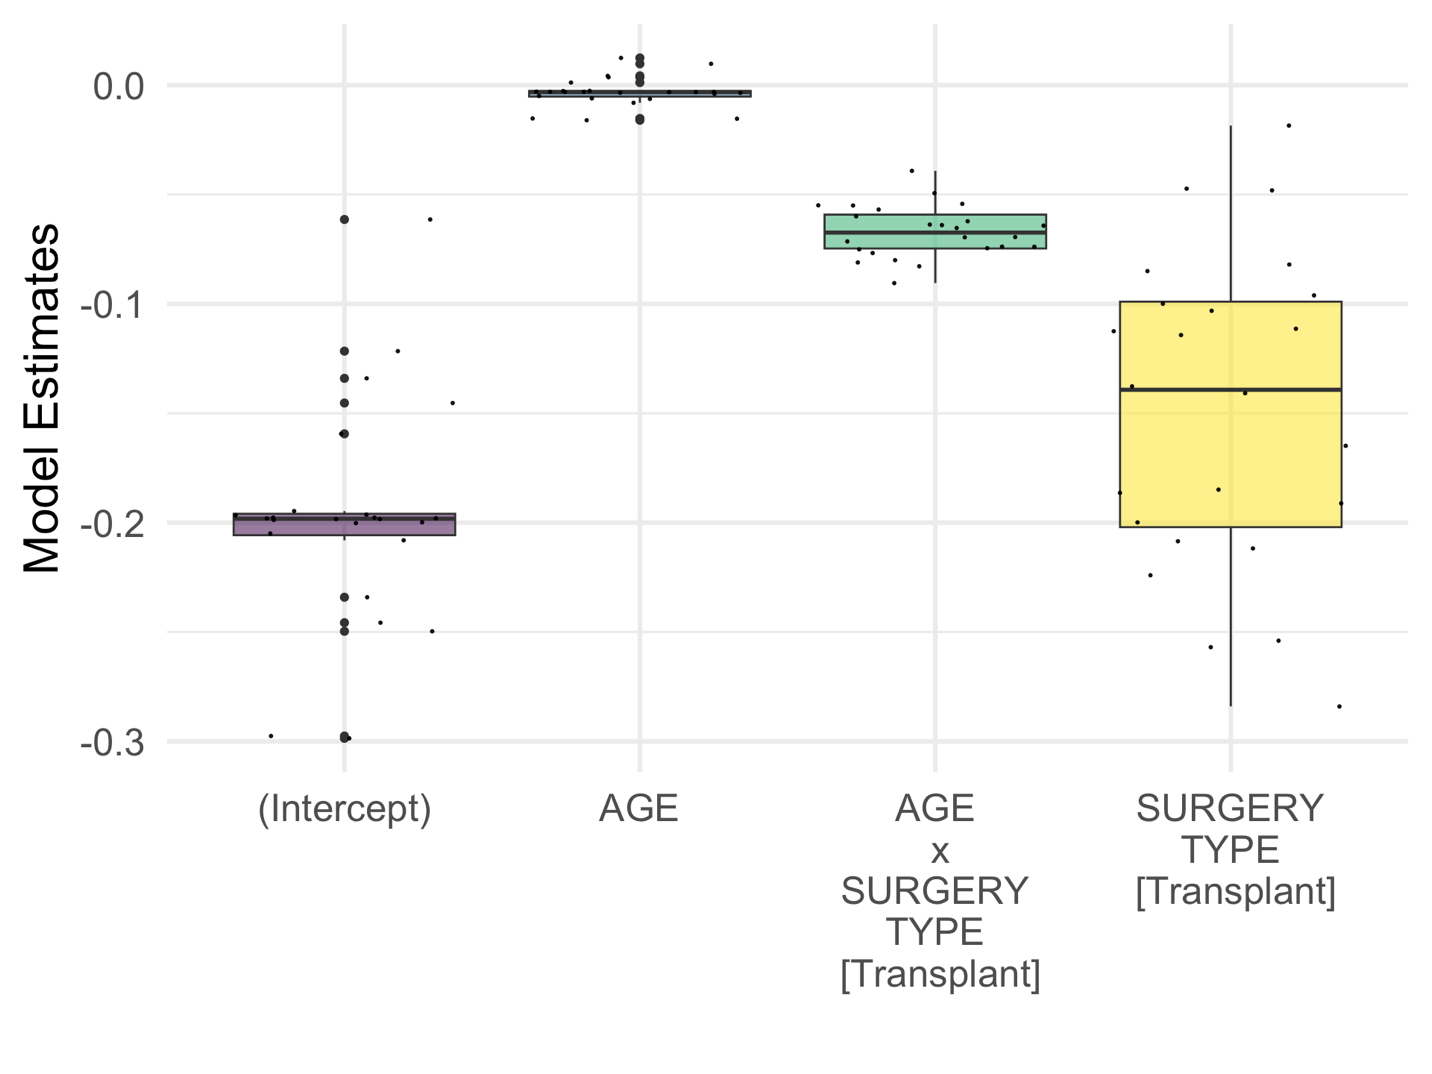 Model Estimates
0.0
-0.1
-0.2
-0.3
(Intercept)
AGE
AGE
x
SURGERY
TYPE
[Transplant]
SURGERY
TYPE
[Transplant]